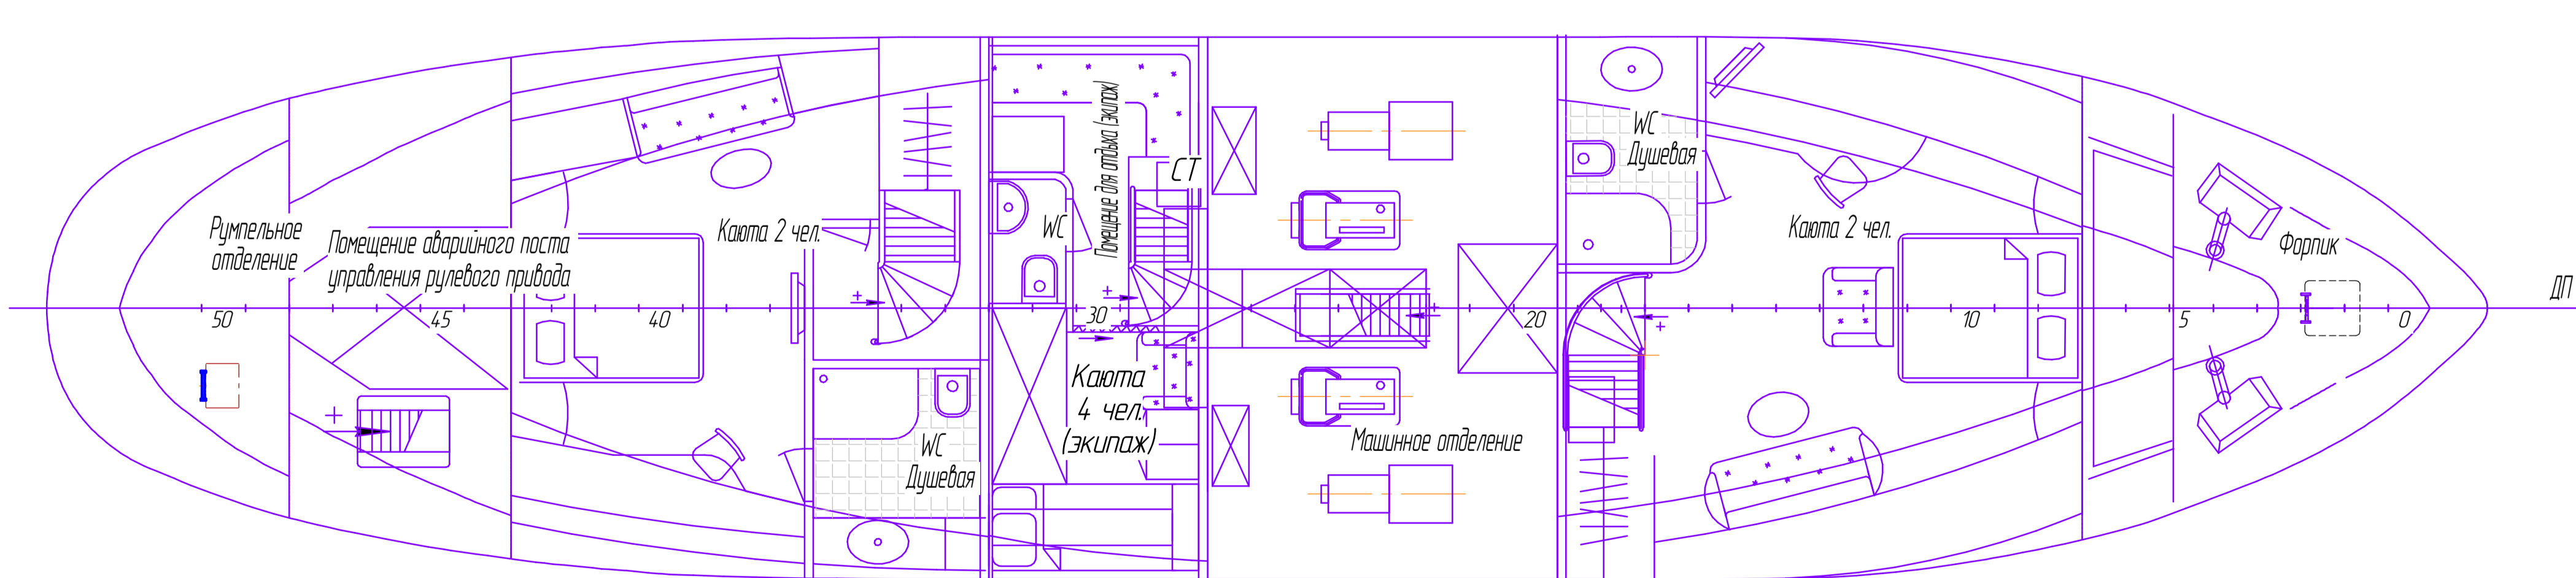 Румпельное
отделение
Помещение аварийного поста
управления рулевого привода
Каюта 2 чел.
WC
Душевая
WC
Помещение для отдыха (экипаж)
СТ
Каюта
4 чел.
(экипаж)
Машинное отделение
WC
Душевая
Каюта 2 чел.
Форпик
ДП
50
45
40
30
20
10
5
0